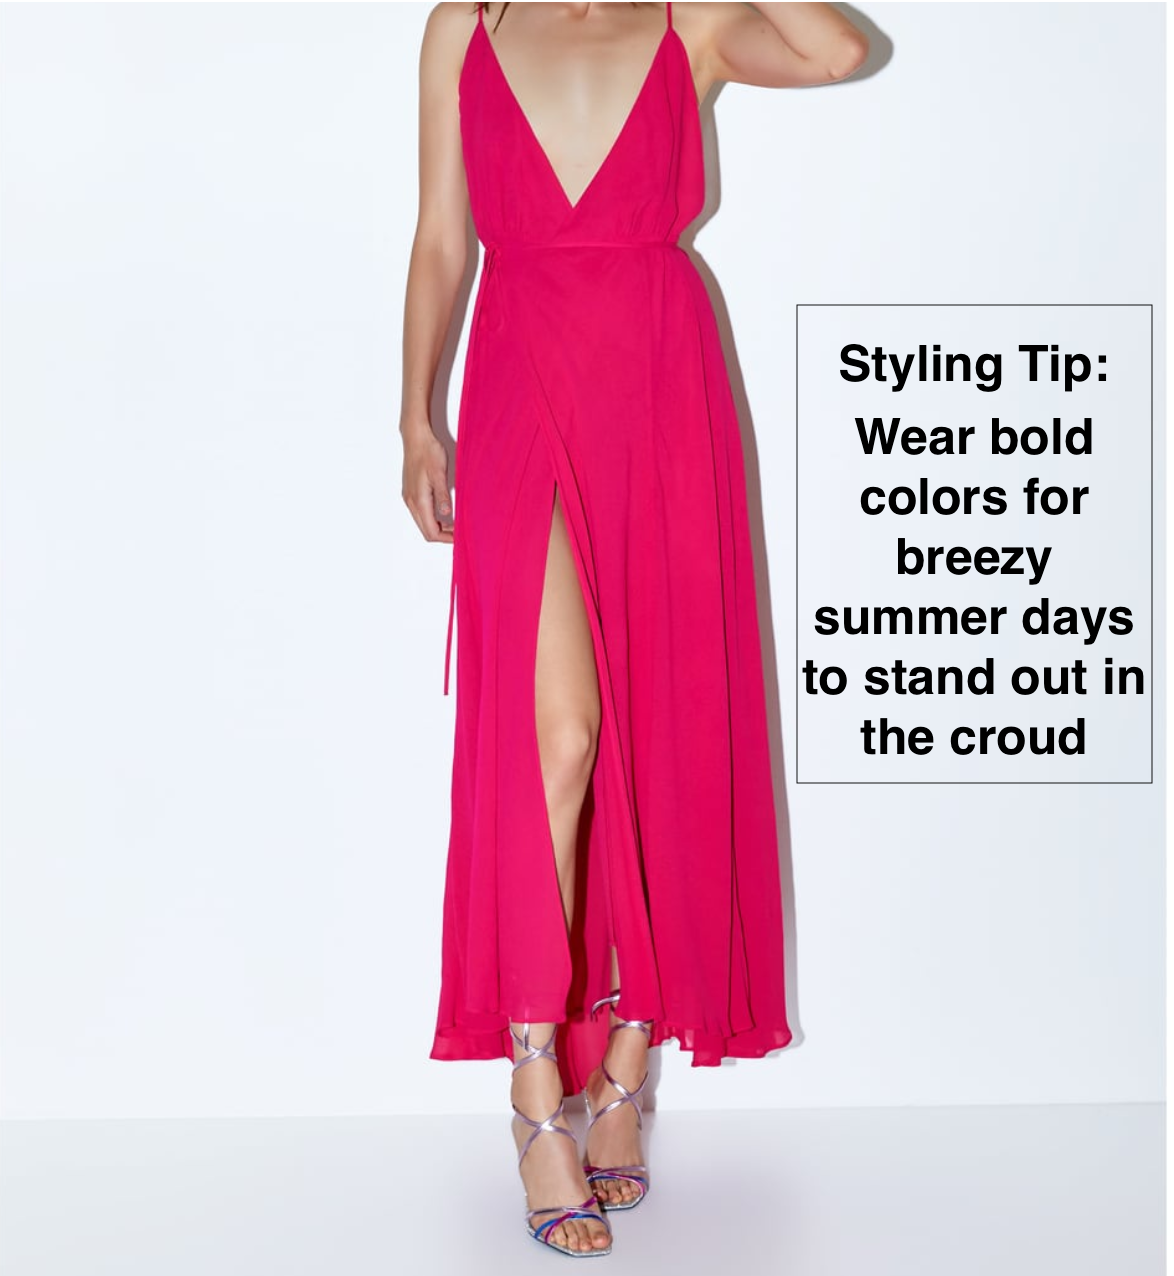 Styling Tip:
Wear bold
colors for
breezy
summer days
to stand out in
the croud